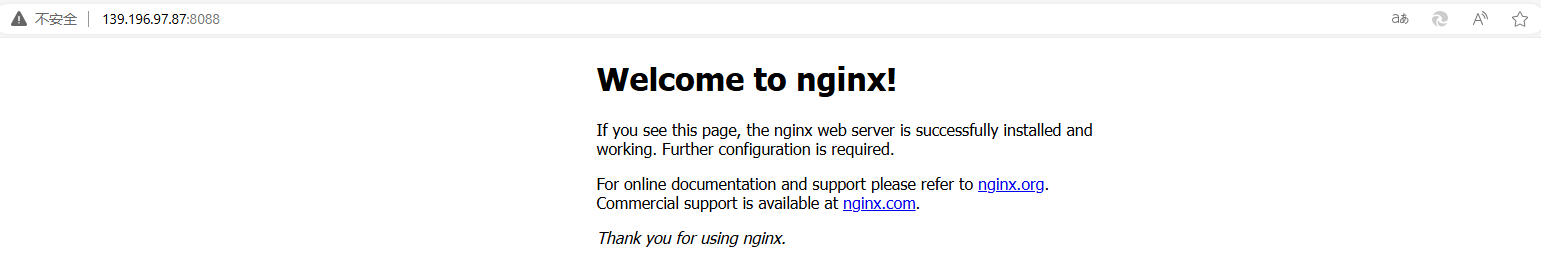 不安全 139.196.97.87:8088
Welcome to nginx!
If you see this page, the nginx web server is successfully installed and
working. Further configuration is required.
For online documentation and support please refer to nginx.org.
Commercial support is available at nginx.com.
Thank you for using nginx.